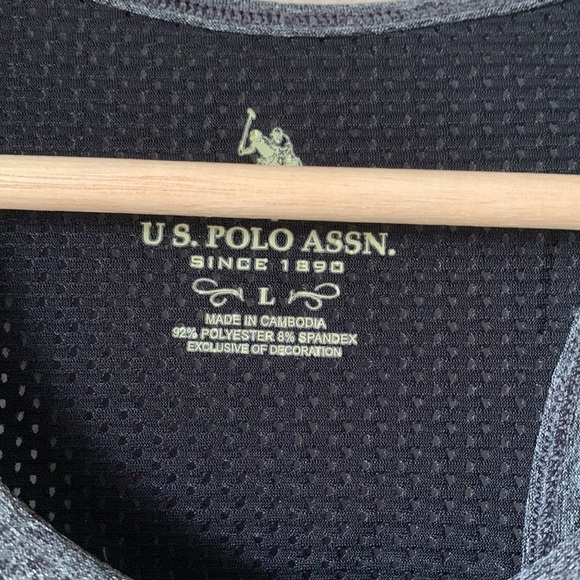 U S. POLO ASSN.
SINCE 1890
L
MADE IN CAMBODIA
92% POLYESTER 8% SPANDEX
EXCLUSIVE OF DECORATION